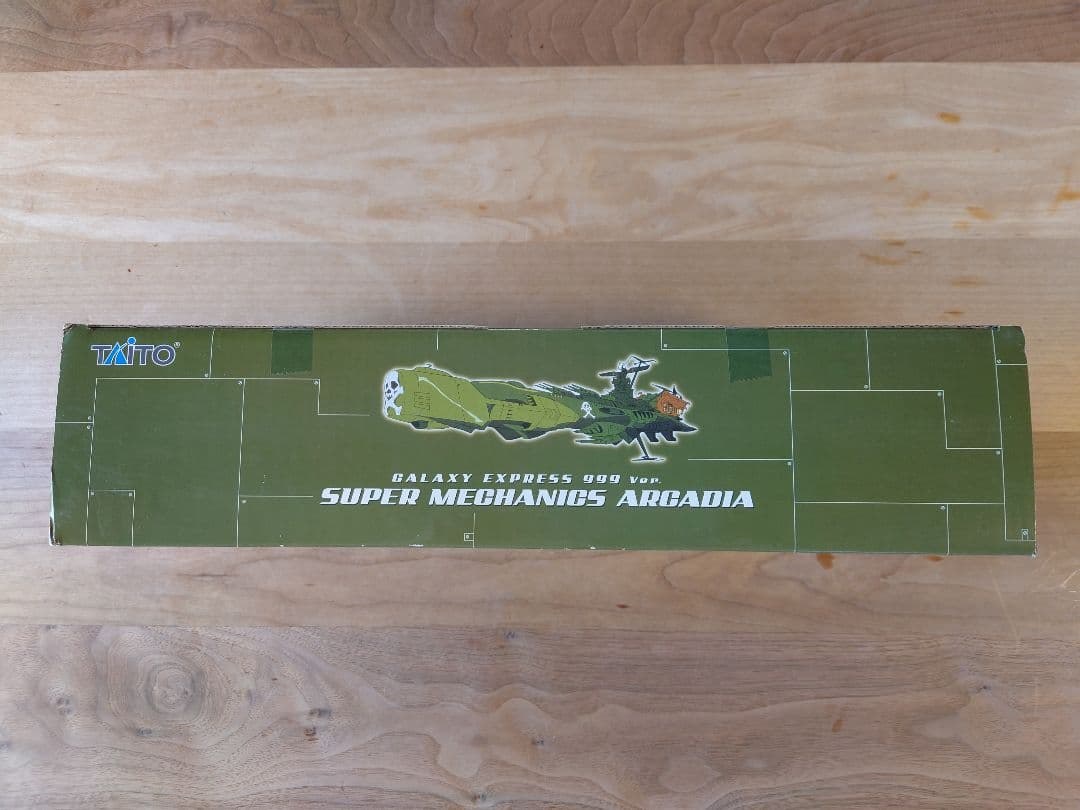 TAITO®
GALAXY EXPRESS 999 Ver.
SUPER MECHANICS ARCADIA